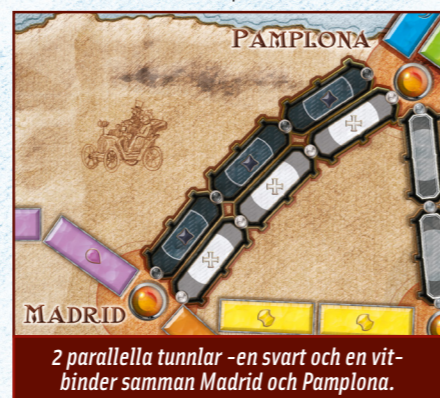 PAMPLONA
MADRID
2 parallella tunnlar -en svart och en vit-
binder samman Madrid och Pamplona.